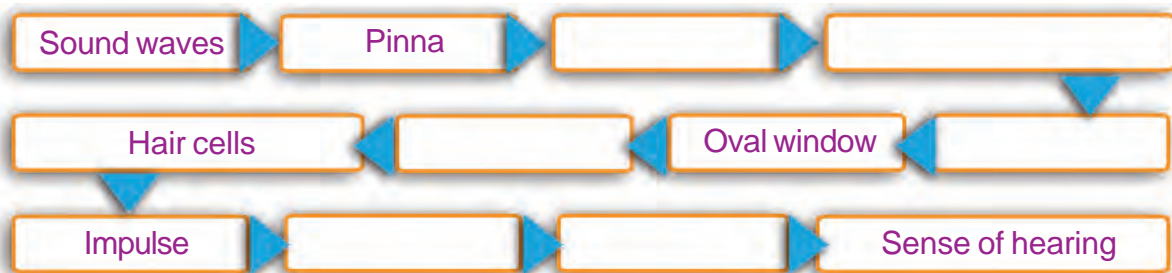 Sound waves Pinna
Hair cells Oval window
Impulse Sense of hearing